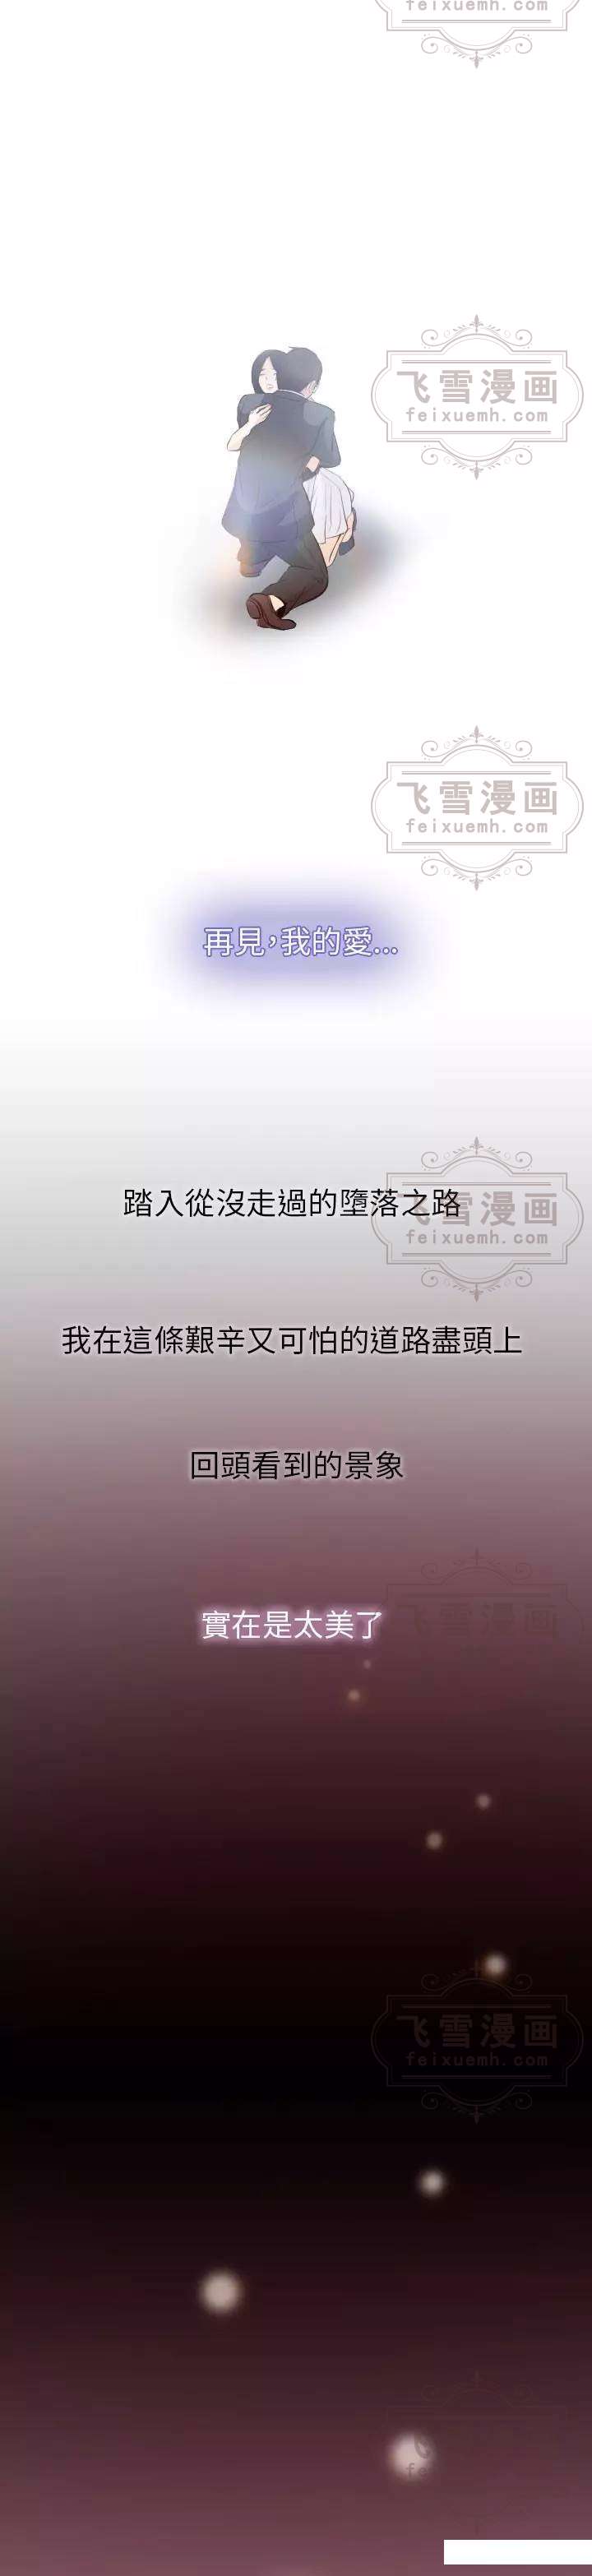 feixuemh.com
飞雪漫画
feixuemh.com
飞雪漫画
feixuemh.com
再見，我的愛...
踏入從沒走過的墮落之路
飞雪漫画
feixuemh.com
我在這條艱辛又可怕的道路盡頭上
回頭看到的景象
實在是太美了
飞雪漫画
飞雪漫画
feixuemh.com